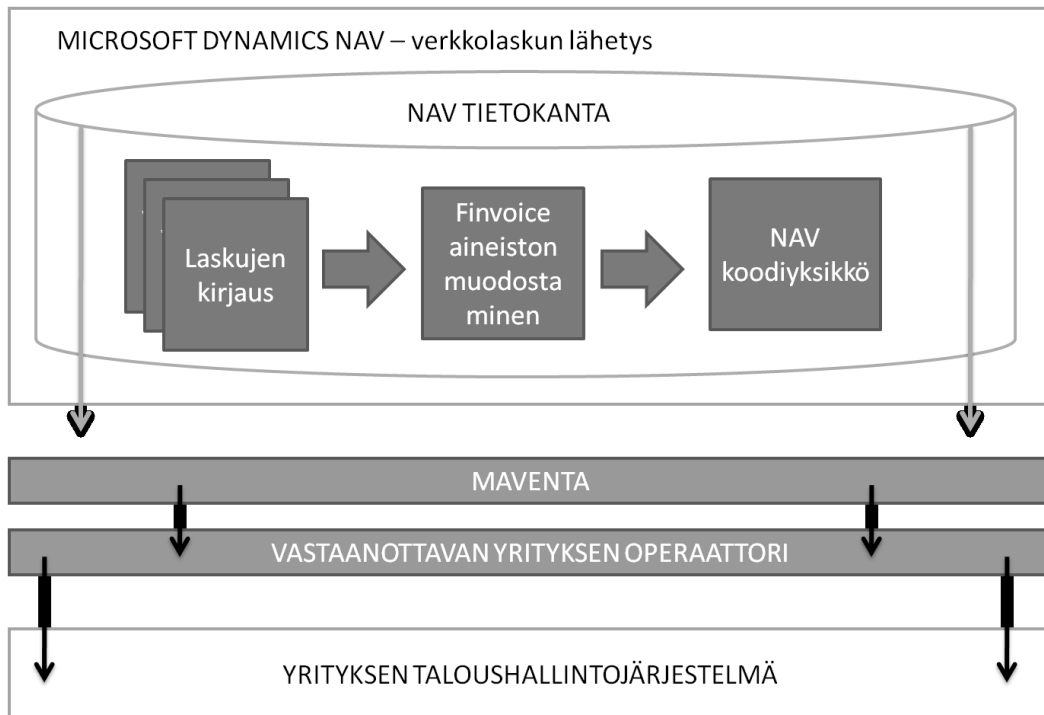 MICROSOFT DYNAMICS NAV – verkkolaskun lähetys
NAV TIETOKANTA
Laskujen
kirjaus
Finvoice
aineiston
muodosta
minen
NAV
koodiyksikkö
MAVENTA
VASTAANOTTAVAN YRITYKSEN OPERAATTORI
YRITYKSEN TALOUSHALLINTOJÄRJESTELMÄ